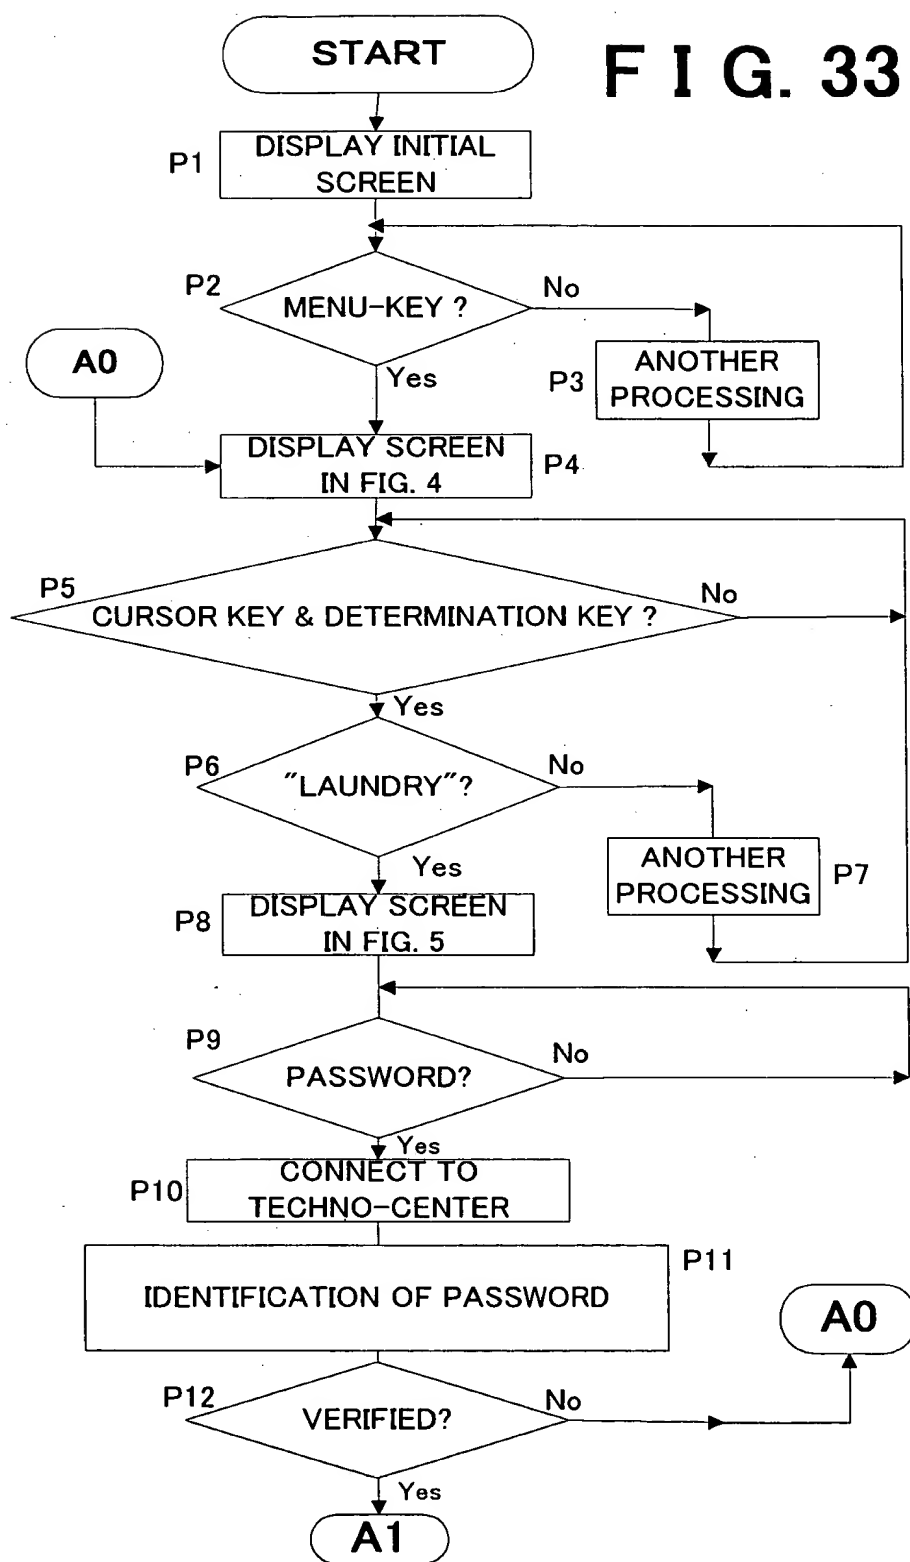 START
F I G. 33
P1
DISPLAY INITIAL
SCREEN
P2
MENU-KEY ?
No
A0
Yes
P3
ANOTHER
PROCESSING
DISPLAY SCREEN
IN FIG. 4
P4
P5
CURSOR KEY & DETERMINATION KEY ?
No
Yes
P6
"LAUNDRY"?
No
Yes
ANOTHER
PROCESSING
P7
P8
DISPLAY SCREEN
IN FIG. 5
P9
PASSWORD?
No
Yes
P10
CONNECT TO
TECHNO-CENTER
P11
IDENTIFICATION OF PASSWORD
A0
P12
VERIFIED?
No
Yes
A1